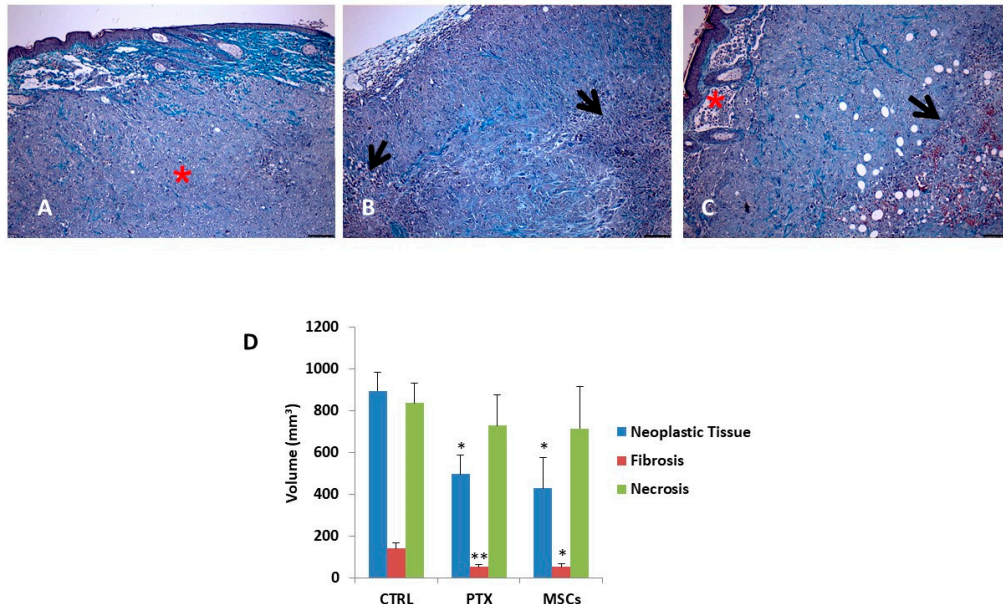 A
B
C
D
1200
1000
800
600
400
200
0
Volume (mm³)
*
**
*
*
CTRL
PTX
MSCs
Neoplastic Tissue
Fibrosis
Necrosis